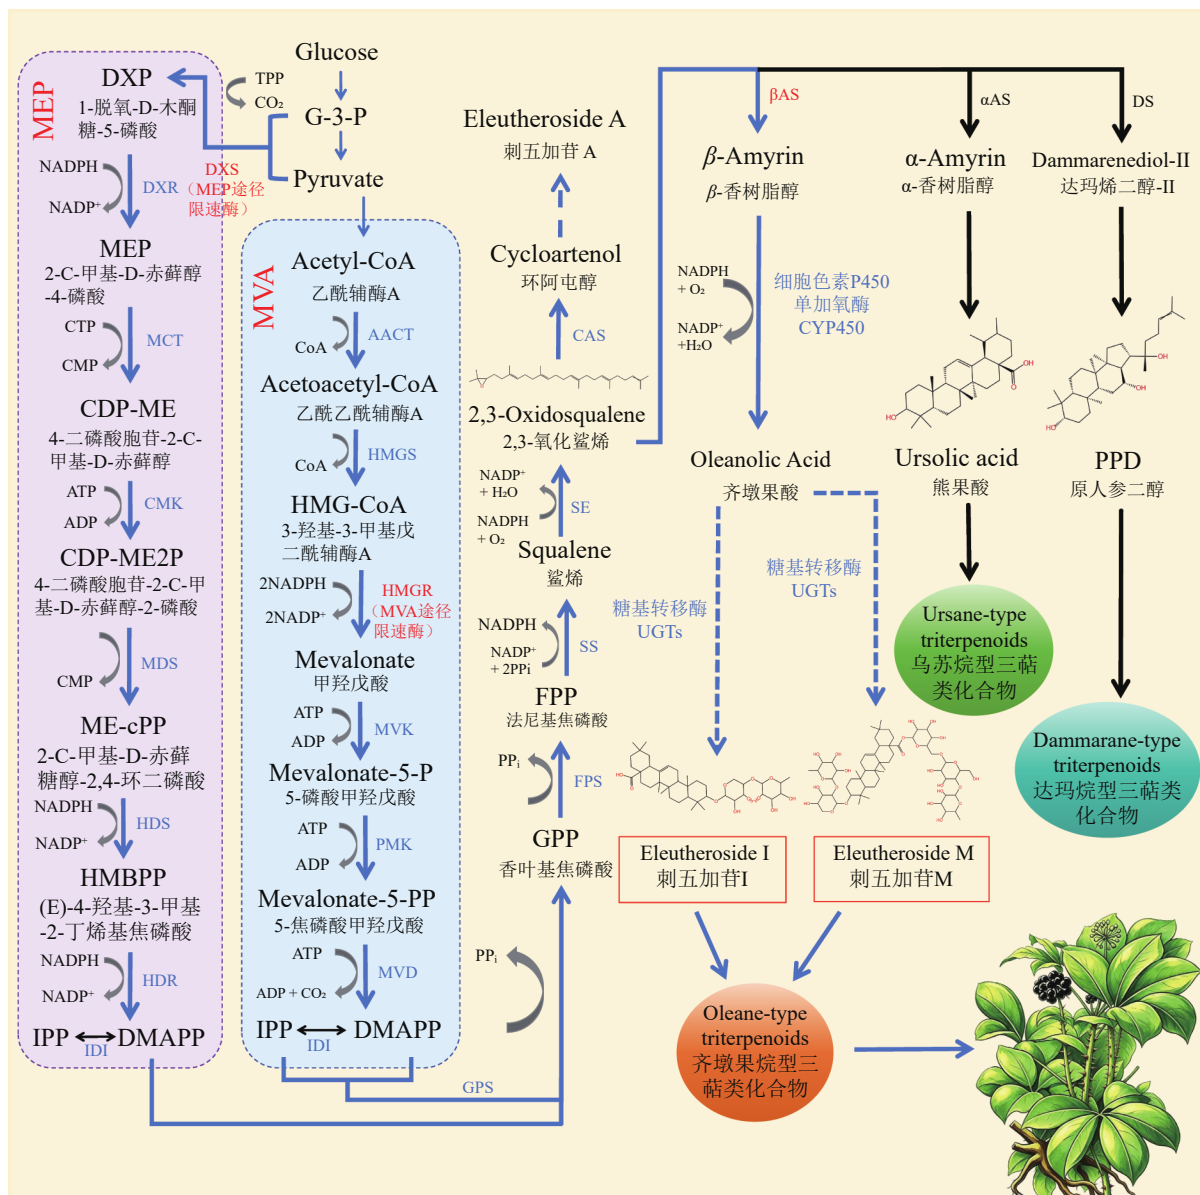 MEP
DXP
1-脱氧-D-木酮
糖-5-磷酸
NADPH
NADP⁺
DXR
MEP
2-C-甲基-D-赤藓醇
-4-磷酸
CTP
CMP
MCT
CDP-ME
4-二磷酸胞苷-2-C-
甲基-D-赤藓醇
ATP
ADP
CMK
CDP-ME2P
4-二磷酸胞苷-2-C-甲
基-D-赤藓醇-2-磷酸
CMP
MDS
ME-cPP
2-C-甲基-D-赤藓
糖醇-2,4-环二磷酸
NADPH
NADP⁺
HDS
HMBPP
(E)-4-羟基-3-甲基
-2-丁烯基焦磷酸
NADPH
NADP⁺
HDR
IPP
DMAPP
IDI
Glucose
TPP
CO₂
G-3-P
DXS
（MEP途径
限速酶）
Pyruvate
MVA
Acetyl-CoA
乙酰辅酶A
CoA
AACT
Acetoacetyl-CoA
乙酰乙酰辅酶A
CoA
HMGS
HMG-CoA
3-羟基-3-甲基戊
二酰辅酶A
2NADPH
2NADP⁺
HMGR
（MVA途径
限速酶）
Mevalonate
甲羟戊酸
ATP
ADP
MVK
Mevalonate-5-P
5-磷酸甲羟戊酸
ATP
ADP
PMK
Mevalonate-5-PP
5-焦磷酸甲羟戊酸
ATP
ADP + CO₂
MVD
IPP
DMAPP
IDI
GPS
Eleutheroside A
刺五加苷 A
Cycloartenol
环阿屯醇
CAS
2,3-Oxidosqualene
2,3-氧化鲨烯
NADP⁺
+ H₂O
NADPH
+ O₂
SE
Squalene
鲨烯
NADPH
NADP⁺
+ 2PPi
SS
FPP
法尼基焦磷酸
PPᵢ
FPS
GPP
香叶基焦磷酸
PPᵢ
βAS
β-Amyrin
β-香树脂醇
NADPH
+ O₂
NADP⁺
+H₂O
细胞色素P450
单加氧酶
CYP450
Oleanolic Acid
齐墩果酸
糖基转移酶
UGTs
糖基转移酶
UGTs
Eleutheroside I
刺五加苷I
Eleutheroside M
刺五加苷M
Oleane-type
triterpenoids
齐墩果烷型三
萜类化合物
αAS
α-Amyrin
α-香树脂醇
HO
OH
O
Ursolic acid
熊果酸
Ursane-type
triterpenoids
乌苏烷型三萜
类化合物
DS
Dammarenediol-II
达玛烯二醇-II
OH
OH
HO
PPD
原人参二醇
Dammarane-type
triterpenoids
达玛烷型三萜类
化合物